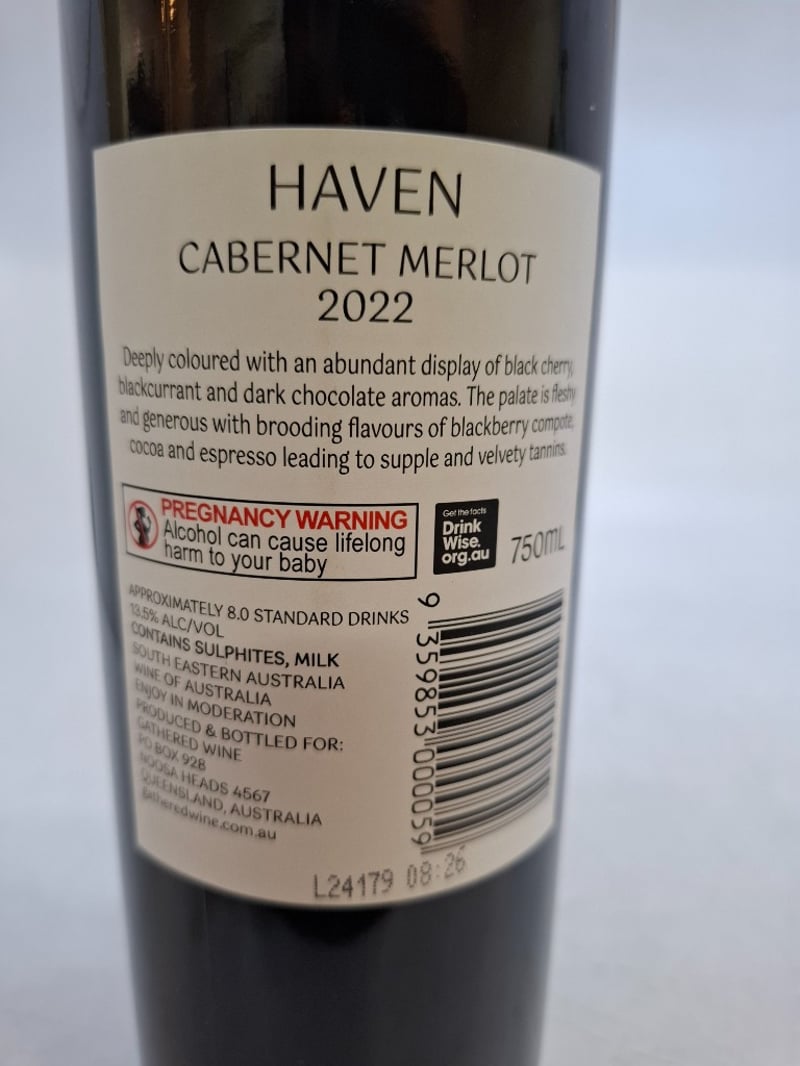 HAVEN
CABERNET MERLOT
2022
Deeply coloured with an abundant display of black cherry,
blackcurrant and dark chocolate aromas. The palate is fleshy
and generous with brooding flavours of blackberry compote,
cocoa and espresso leading to supple and velvety tannins.
PREGNANCY WARNING
Alcohol can cause lifelong
harm to your baby
Get the facts
Drink
Wise.
org.au
750mL
APPROXIMATELY 8.0 STANDARD DRINKS
13.5% ALC/VOL
CONTAINS SULPHITES, MILK
SOUTH EASTERN AUSTRALIA
WINE OF AUSTRALIA
ENJOY IN MODERATION
PRODUCED & BOTTLED FOR:
GATHERED WINE
PO BOX 928
NOOSA HEADS 4567
QUEENSLAND, AUSTRALIA
gatheredwine.com.au
9 359853 000059
L24179 08:26